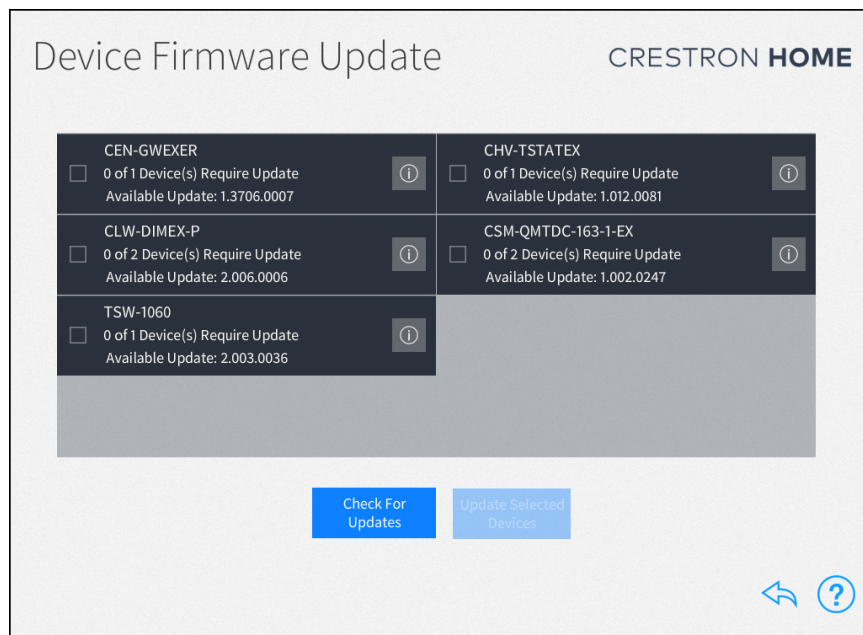 Device Firmware Update
CRESTRON HOME
CEN-GWEXER
0 of 1 Device(s) Require Update
Available Update: 1.3706.0007
CHV-TSTATEX
0 of 1 Device(s) Require Update
Available Update: 1.012.0081
CLW-DIMEX-P
0 of 2 Device(s) Require Update
Available Update: 2.006.0006
CSM-QMTDC-163-1-EX
0 of 2 Device(s) Require Update
Available Update: 1.002.0247
TSW-1060
0 of 1 Device(s) Require Update
Available Update: 2.003.0036
Check For
Updates
Update Selected
Devices
?